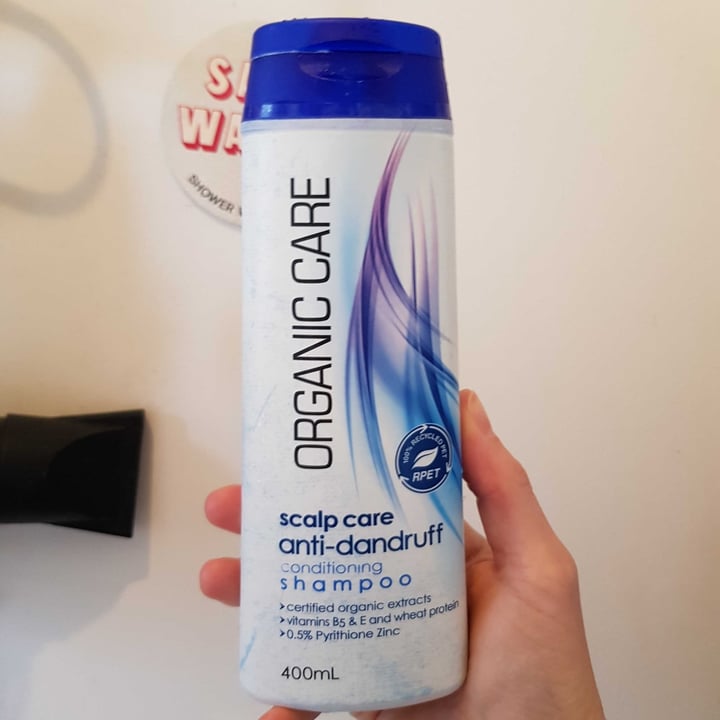 ORGANIC CARE
100% RECYCLED PET
RPET
scalp care
anti-dandruff
conditioning
shampoo
certified organic extracts
vitamins B5 & E and wheat protein
0.5% Pyrithione Zinc
400mL
SHOWER